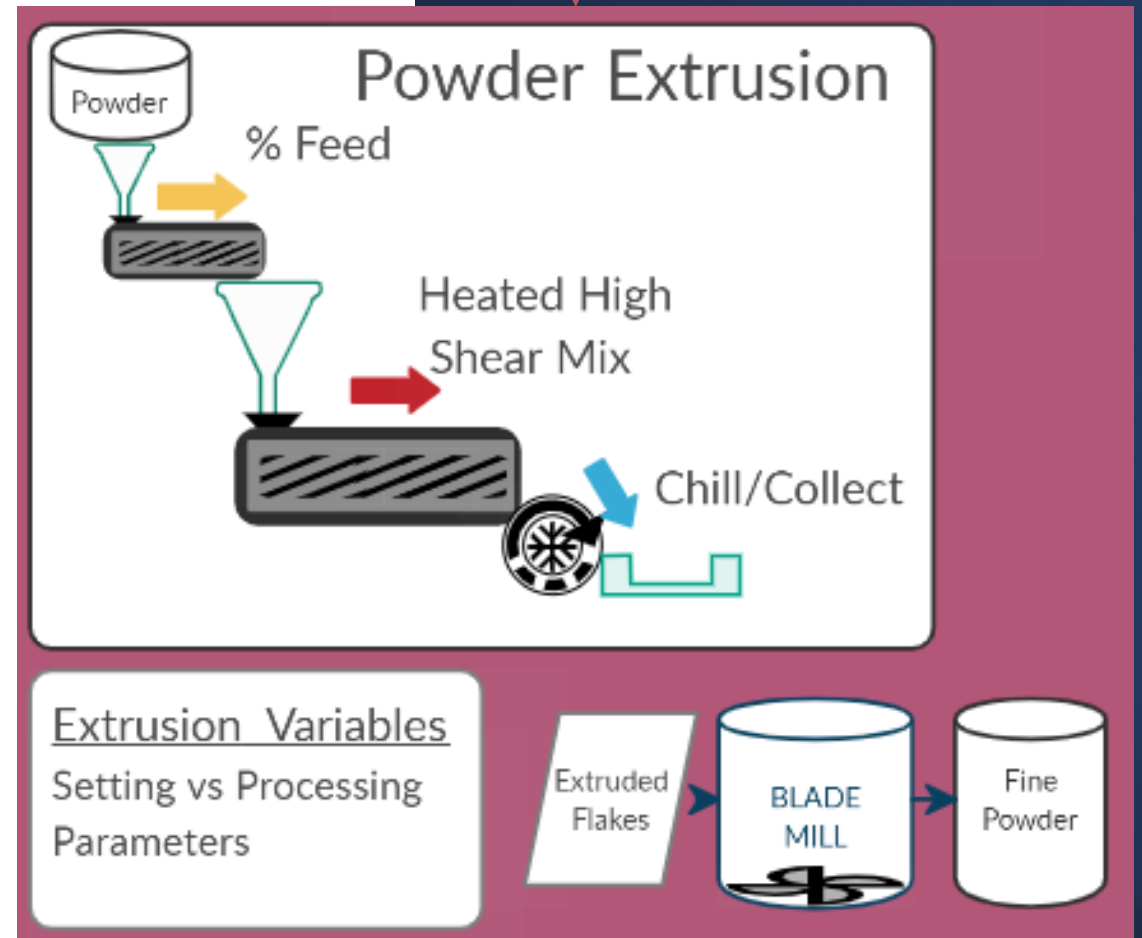 Powder
Powder Extrusion
% Feed
Heated High
Shear Mix
Chill/Collect
Extrusion Variables
Setting vs Processing
Parameters
Extruded
Flakes
BLADE
MILL
Fine
Powder